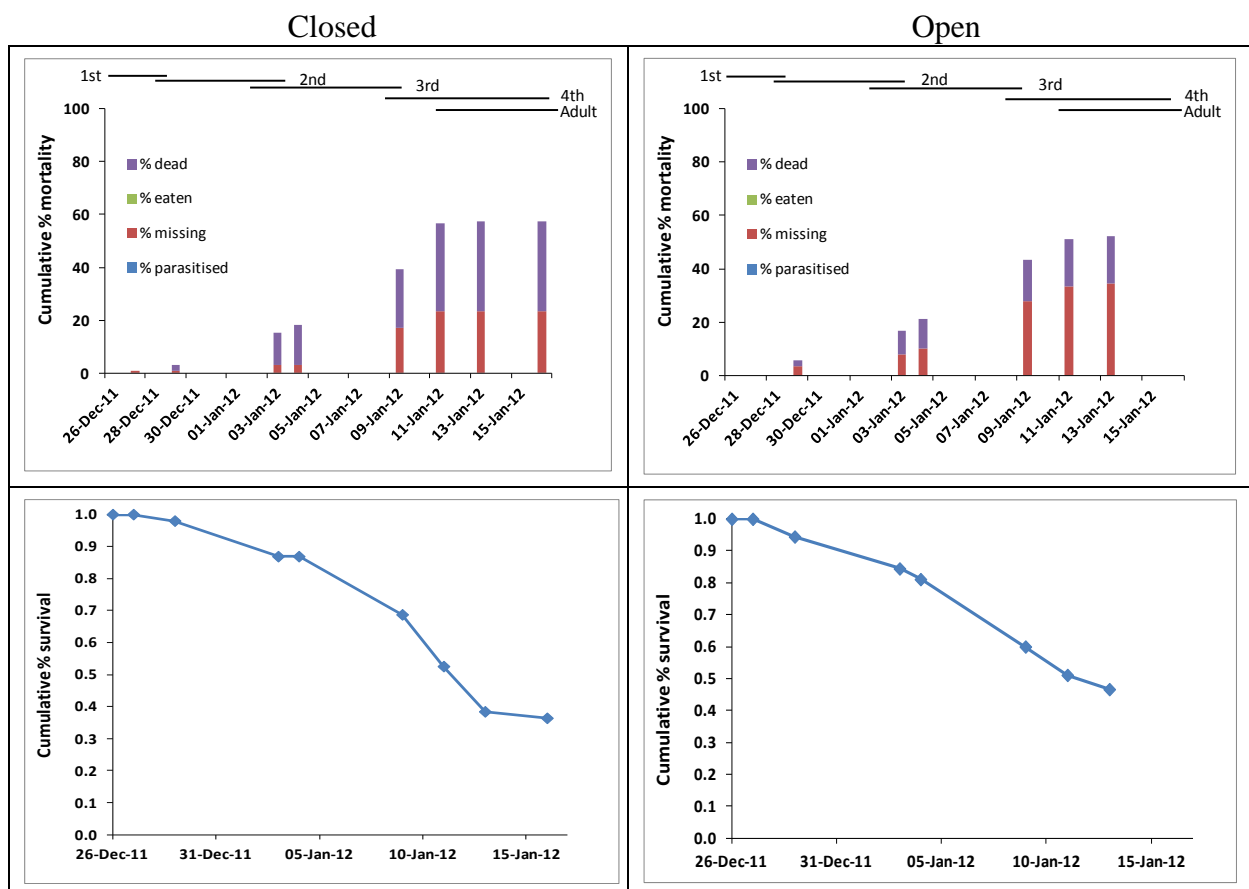 Closed
Open
1st
2nd
3rd
4th
Adult
Cumulative % mortality
100
80
60
40
20
0
% dead
% eaten
% missing
% parasitised
26-Dec-11
28-Dec-11
30-Dec-11
01-Jan-12
03-Jan-12
05-Jan-12
07-Jan-12
09-Jan-12
11-Jan-12
13-Jan-12
15-Jan-12
1st
2nd
3rd
4th
Adult
Cumulative % mortality
100
80
60
40
20
0
% dead
% eaten
% missing
% parasitised
26-Dec-11
28-Dec-11
30-Dec-11
01-Jan-12
03-Jan-12
05-Jan-12
07-Jan-12
09-Jan-12
11-Jan-12
13-Jan-12
15-Jan-12
Cumulative % survival
1.0
0.9
0.8
0.7
0.6
0.5
0.4
0.3
0.2
0.1
0.0
26-Dec-11
31-Dec-11
05-Jan-12
10-Jan-12
15-Jan-12
Cumulative % survival
1.0
0.9
0.8
0.7
0.6
0.5
0.4
0.3
0.2
0.1
0.0
26-Dec-11
31-Dec-11
05-Jan-12
10-Jan-12
15-Jan-12